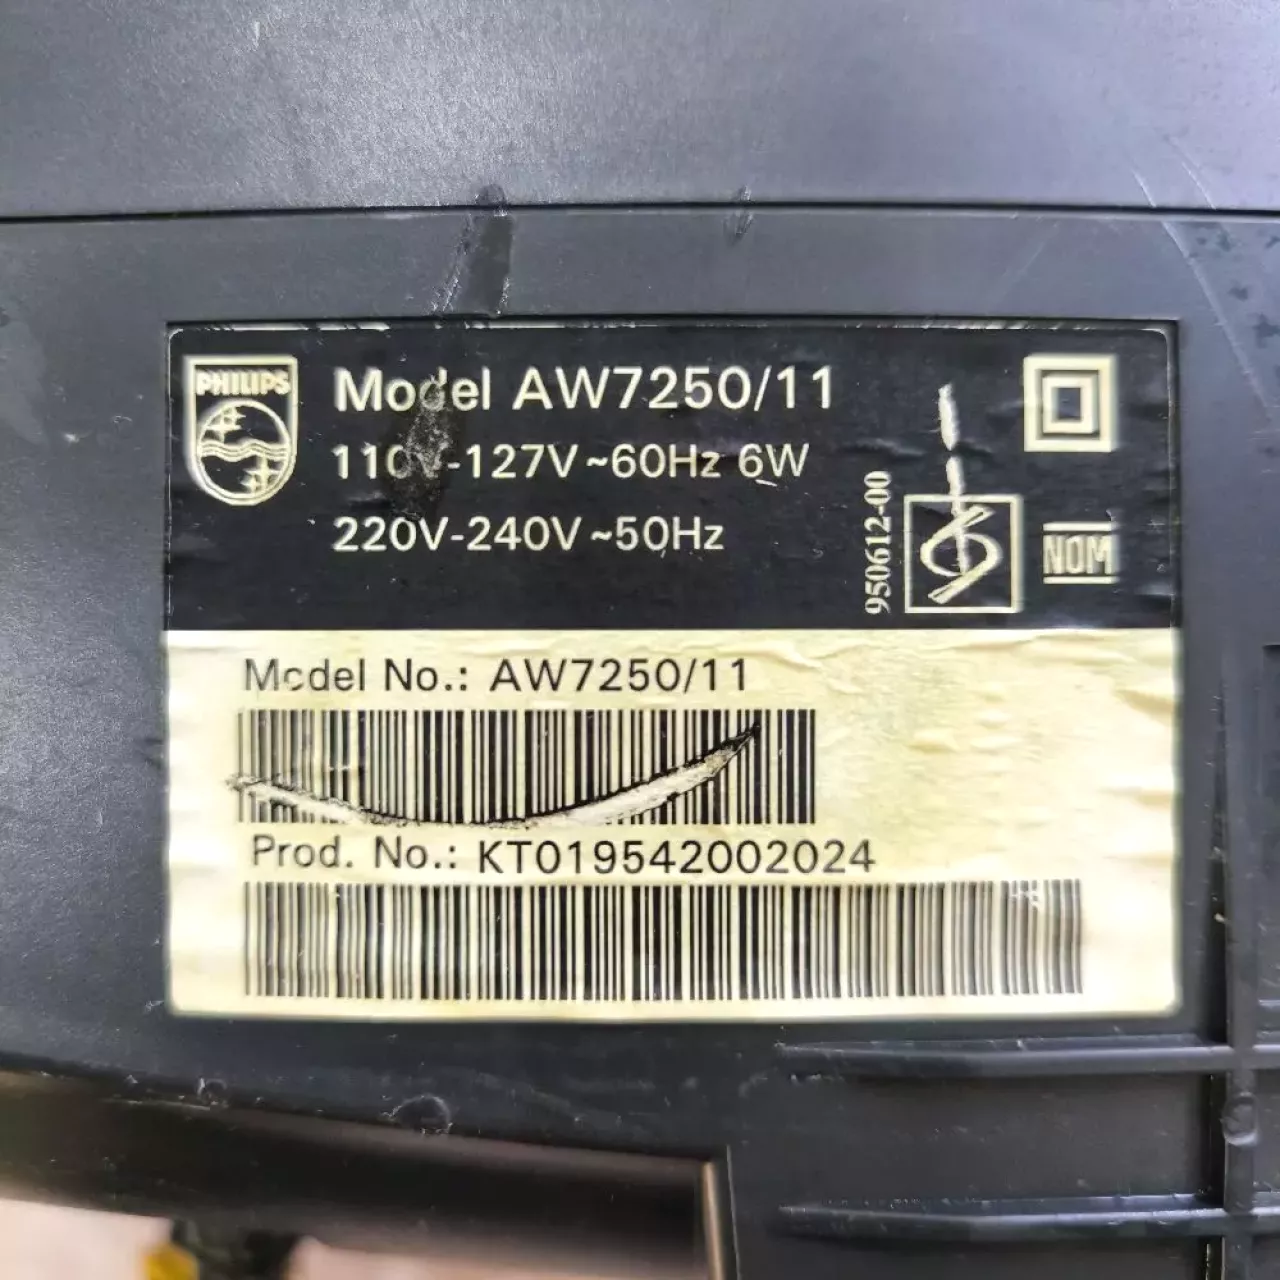 PHILIPS
Model AW7250/11
110V-127V ~60Hz 6W
220V-240V ~50Hz
950612-00
NOM
Model No.: AW7250/11
Prod. No.: KT019542002024